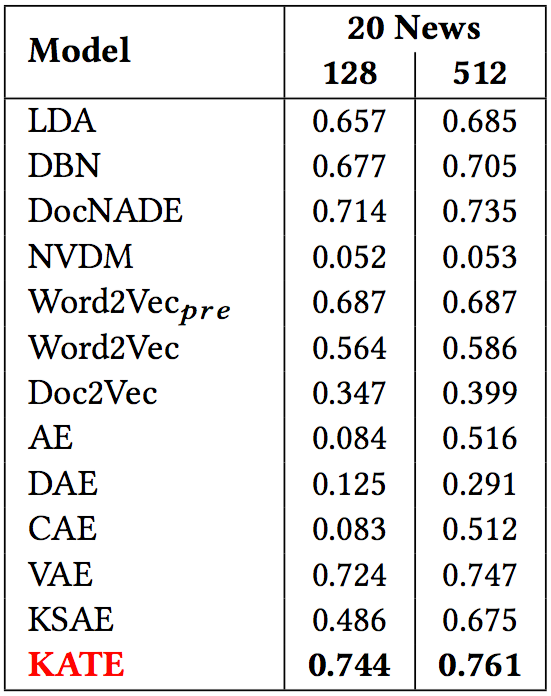 Model 20 News
128 512
LDA 0.657 0.685
DBN 0.677 0.705
DocNADE 0.714 0.735
NVDM 0.052 0.053
Word2Vecpre 0.687 0.687
Word2Vec 0.564 0.586
Doc2Vec 0.347 0.399
AE 0.084 0.516
DAE 0.125 0.291
CAE 0.083 0.512
VAE 0.724 0.747
KSAE 0.486 0.675
KATE 0.744 0.761